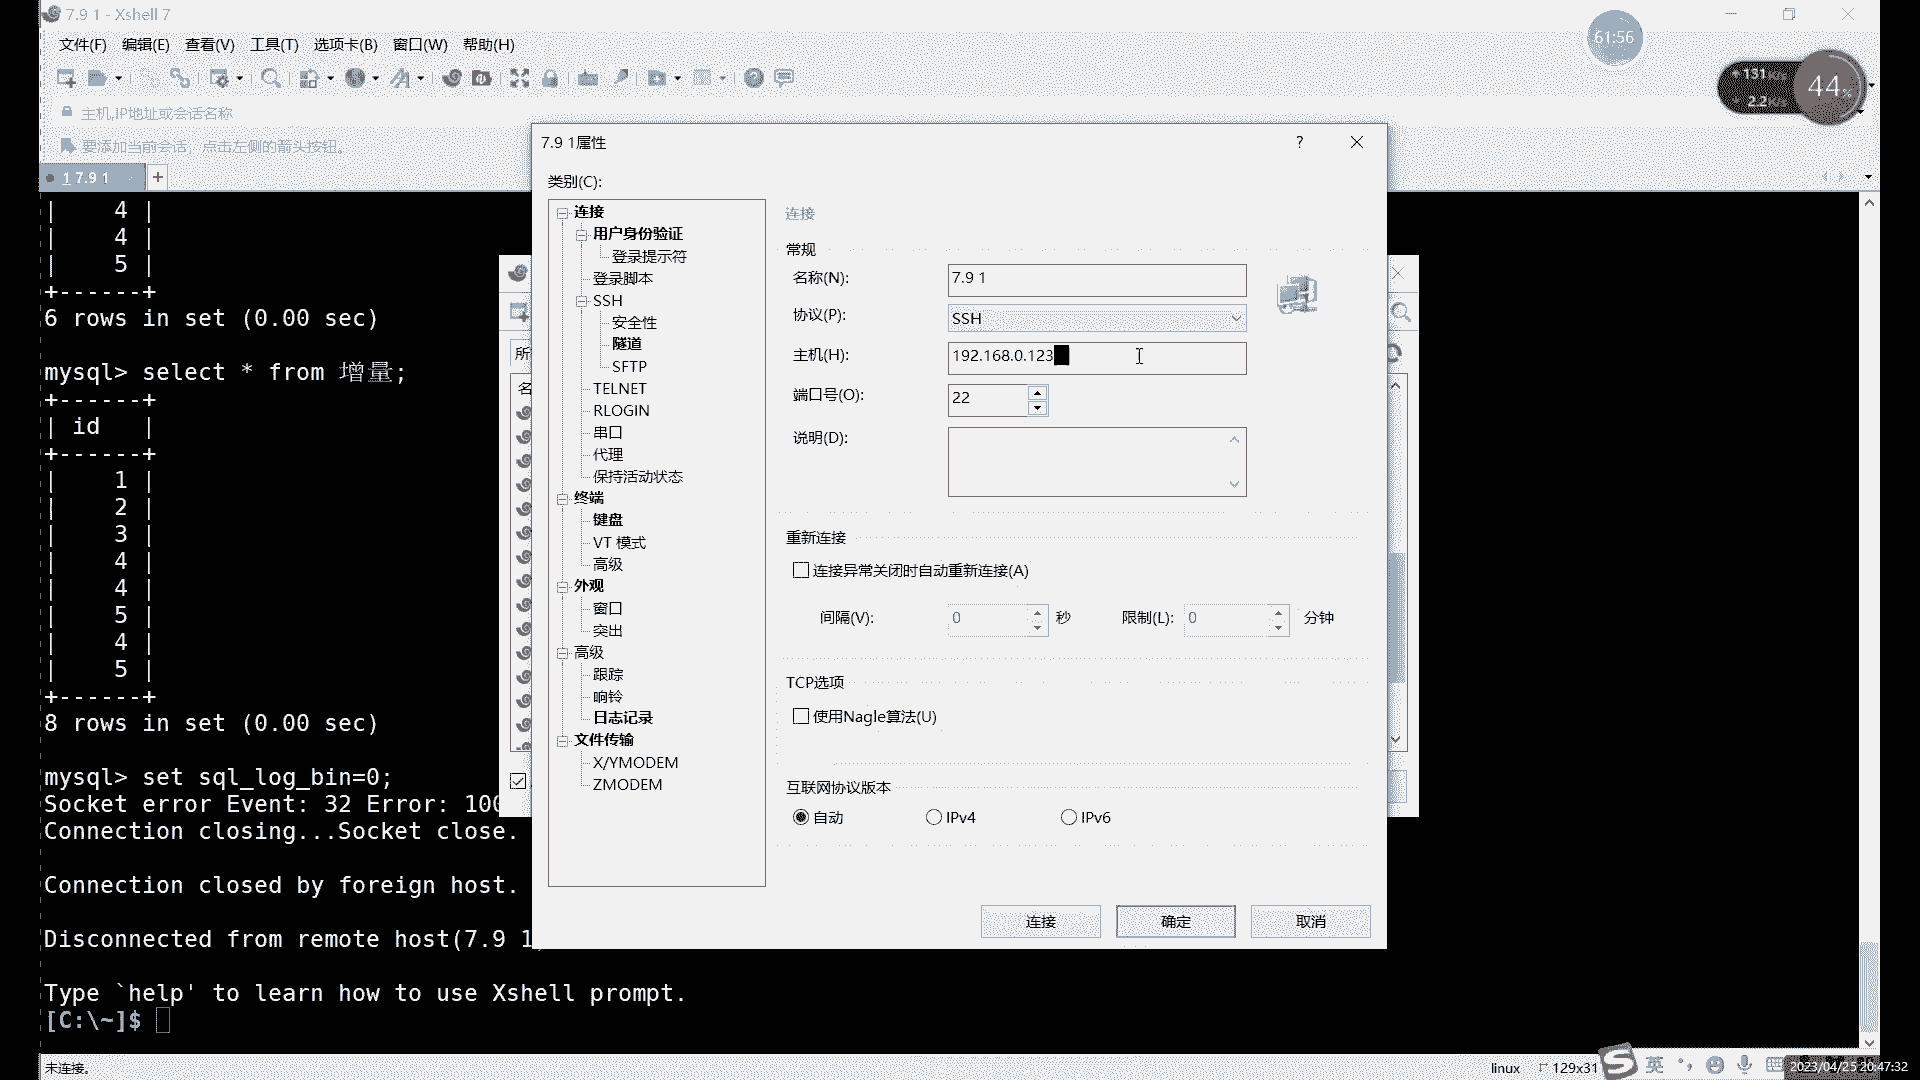 7.9 1 - Xshell 7
文件(F) 编辑(E) 查看(V) 工具(T) 选项卡(B) 窗口(W) 帮助(H)
61:56
131K/s
2.2K/s
44%
主机,IP地址或会话名称
要添加当前会话，点击左侧的箭头按钮。
1 7.9 1
+
7.9 1属性
?
类别(C):
连接
用户身份验证
登录提示符
登录脚本
SSH
安全性
隧道
SFTP
TELNET
RLOGIN
串口
代理
保持活动状态
终端
键盘
VT 模式
高级
外观
窗口
突出
高级
跟踪
响铃
日志记录
文件传输
X/YMODEM
ZMODEM
连接
常规
名称(N): 7.9 1
协议(P): SSH
主机(H): 192.168.0.123
端口号(O): 22
说明(D):
重新连接
连接异常关闭时自动重新连接(A)
间隔(V): 0 秒 限制(L): 0 分钟
TCP选项
使用Nagle算法(U)
互联网协议版本
自动 IPv4 IPv6
连接 确定 取消
所
名
| 4 |
| 4 |
| 5 |
+------+
6 rows in set (0.00 sec)
mysql> select * from 增量;
+------+
| id |
+------+
| 1 |
| 2 |
| 3 |
| 4 |
| 4 |
| 5 |
| 4 |
| 5 |
+------+
8 rows in set (0.00 sec)
mysql> set sql_log_bin=0;
Socket error Event: 32 Error: 100
Connection closing...Socket close.
Connection closed by foreign host.
Disconnected from remote host(7.9 1
Type `help' to learn how to use Xshell prompt.
[C:\~]$
未连接。
linux
129x31
英
2023/04/25 20:47:32